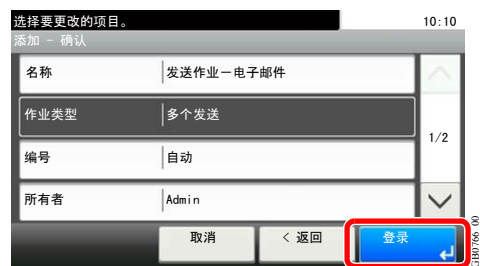 选择要更改的项目。 10:10
添加 - 确认
名称 发送作业－电子邮件
作业类型 多个发送
1/2
编号 自动
所有者 Admin
取消 < 返回 登录
GB0766_00